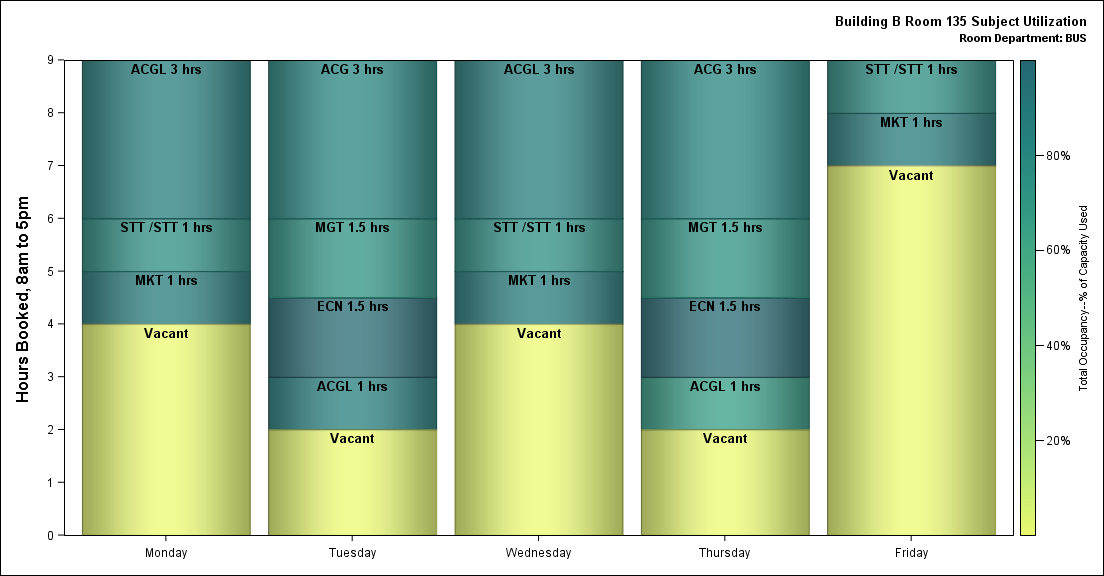 Building B Room 135 Subject Utilization
Room Department: BUS
Hours Booked, 8am to 5pm
9
8
7
6
5
4
3
2
1
0
ACGL 3 hrs
STT /STT 1 hrs
MKT 1 hrs
Vacant
Monday
ACG 3 hrs
MGT 1.5 hrs
ECN 1.5 hrs
ACGL 1 hrs
Vacant
Tuesday
ACGL 3 hrs
STT /STT 1 hrs
MKT 1 hrs
Vacant
Wednesday
ACG 3 hrs
MGT 1.5 hrs
ECN 1.5 hrs
ACGL 1 hrs
Vacant
Thursday
STT /STT 1 hrs
MKT 1 hrs
Vacant
Friday
80%
60%
40%
20%
Total Occupancy--% of Capacity Used